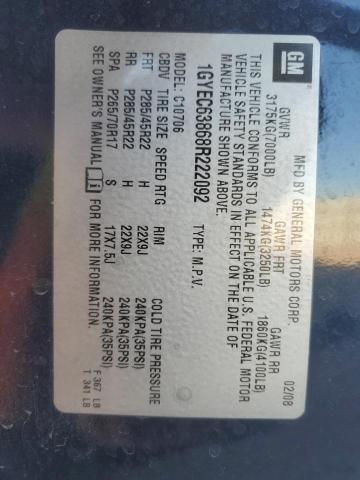 GM
MFD BY GENERAL MOTORS CORP.
02/08
GVWR GAWR FRT GAWR RR
3175KG(7000LB) 1474KG(3250LB) 1860KG(4100LB)
THIS VEHICLE CONFORMS TO ALL APPLICABLE U.S. FEDERAL MOTOR
VEHICLE SAFETY STANDARDS IN EFFECT ON THE DATE OF
MANUFACTURE SHOWN ABOVE.
1GYEC63868R222092 TYPE: M.P.V.
MODEL: C10706
CBDV TIRE SIZE SPEED RTG RIM COLD TIRE PRESSURE
FRT P285/45R22 H 22X9J 240KPA(35PSI)
RR P285/45R22 H 22X9J 240KPA(35PSI)
SPA P265/70R17 S 17X7.5J 240KPA(35PSI)
SEE OWNER'S MANUAL i FOR MORE INFORMATION.
F 367 LB
T 341 LB